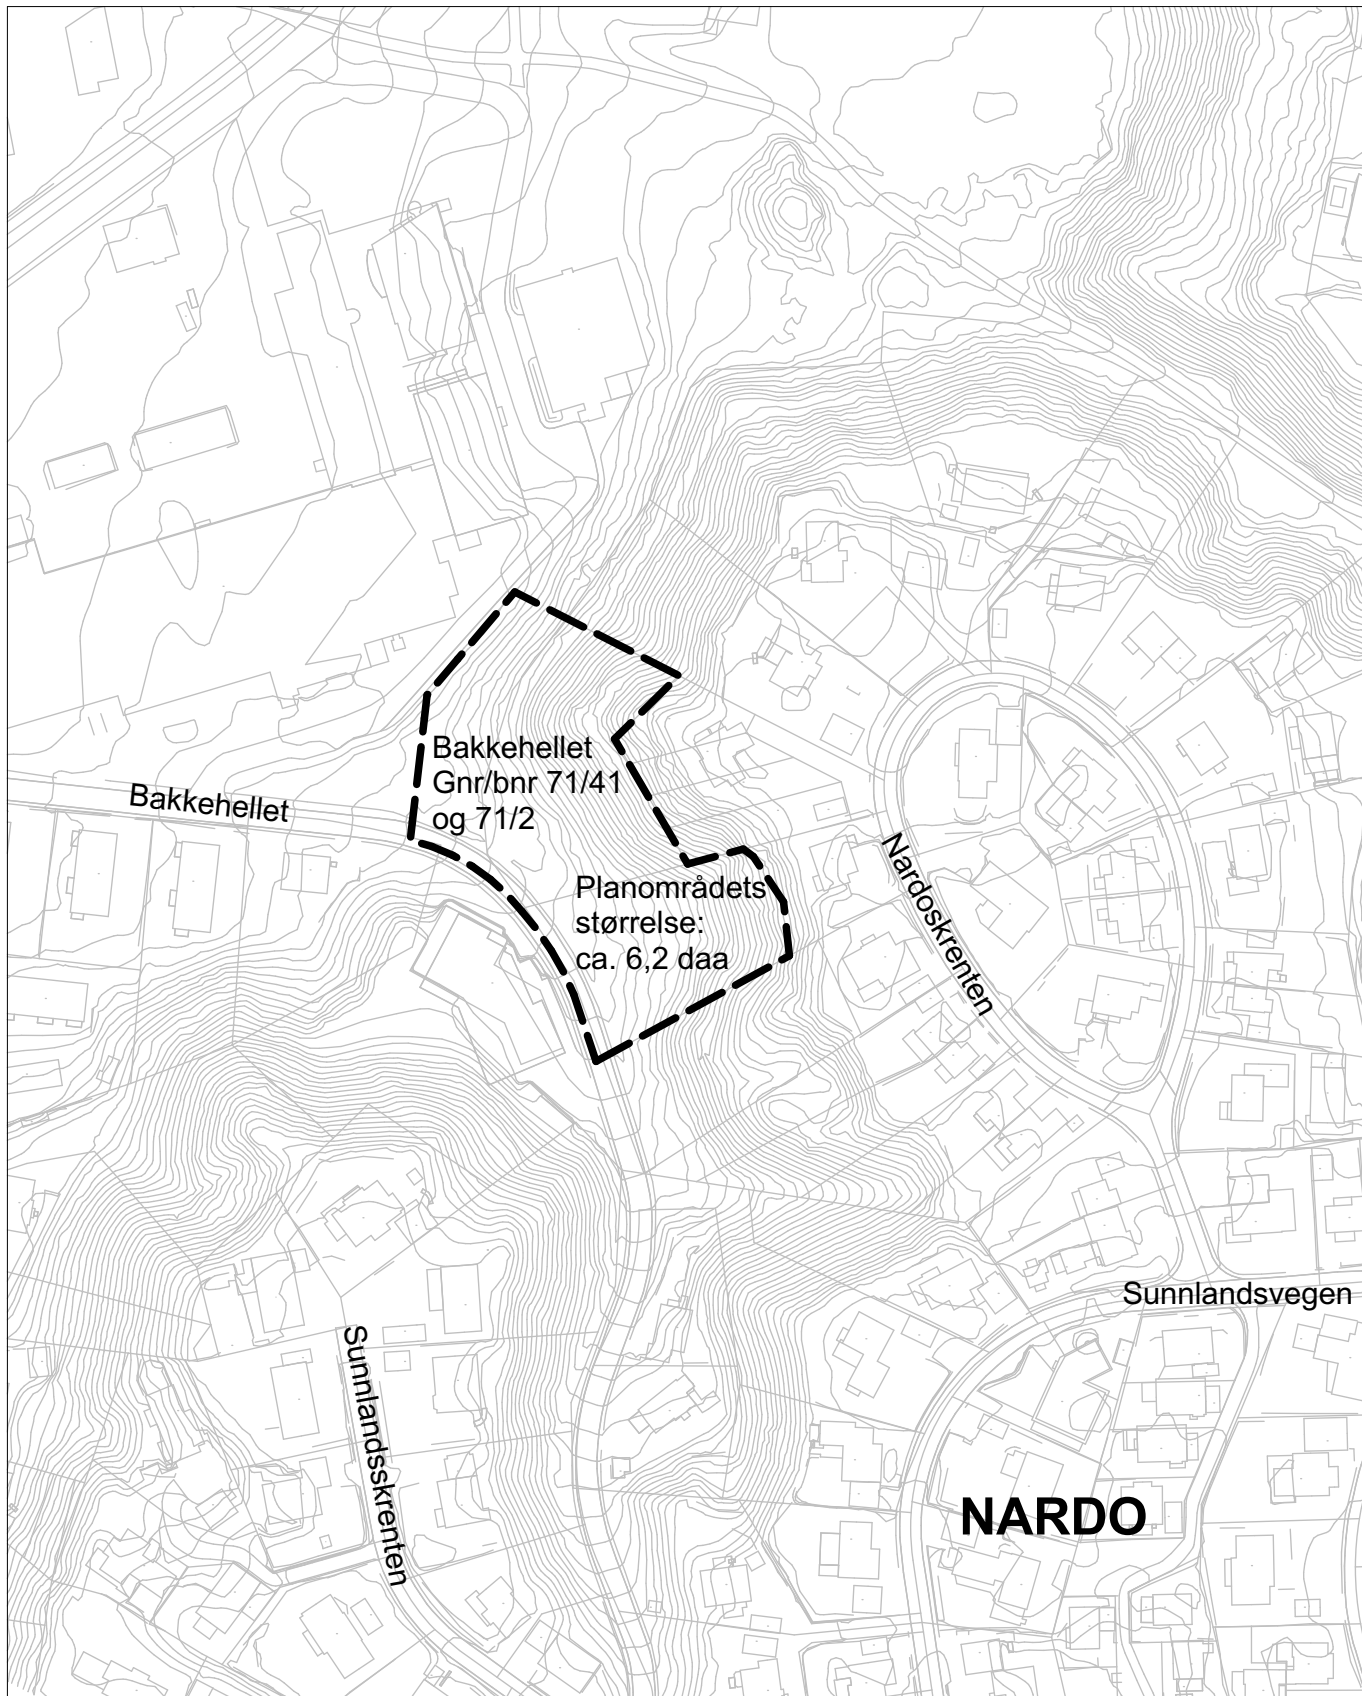 Bakkehellet
Gnr/bnr 71/41
og 71/2
Bakkehellet
Planområdets
størrelse:
ca. 6,2 daa
Nardoskrenten
Sunnlandsvegen
Sunnlandsskrenten
NARDO